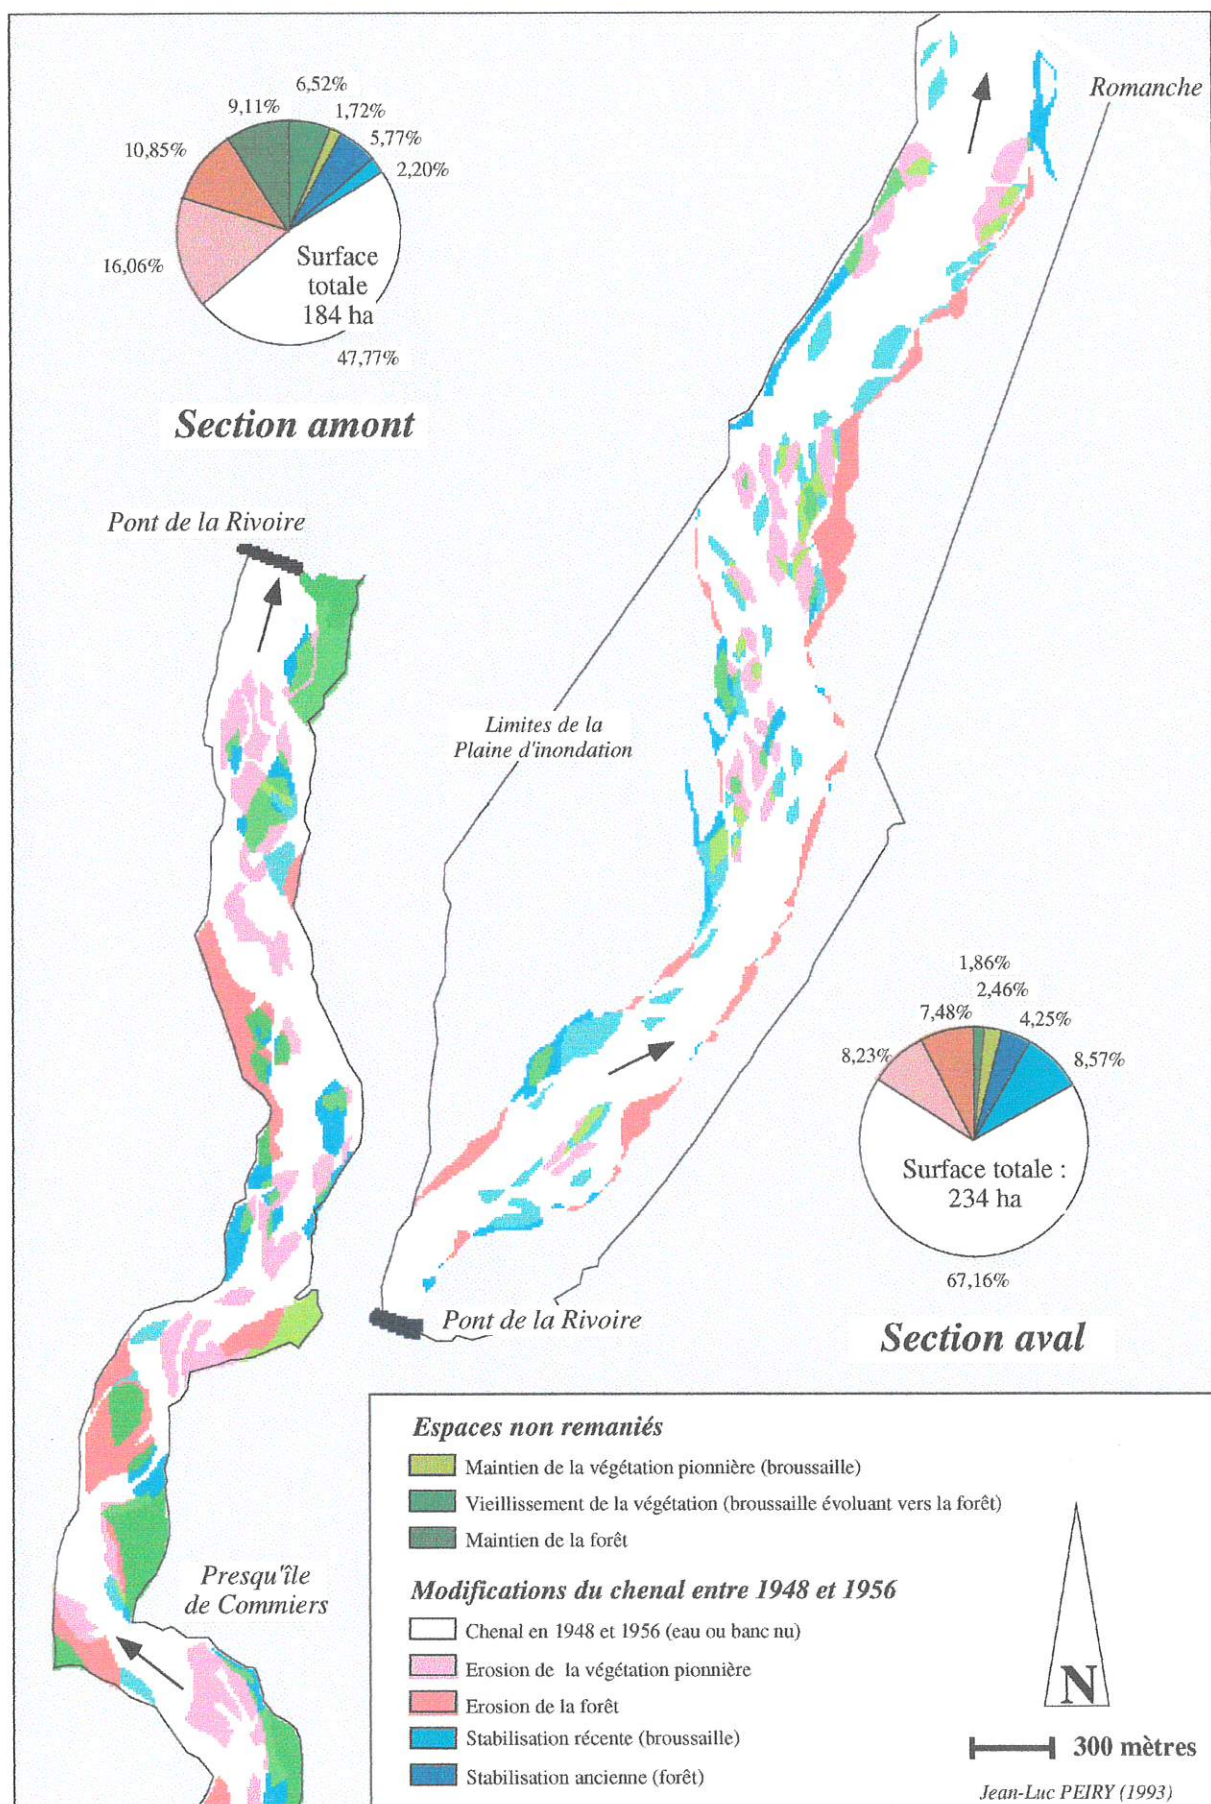 6,52%
9,11%
1,72%
5,77%
10,85%
2,20%
16,06%
Surface
totale
184 ha
47,77%
Section amont
Romanche
Pont de la Rivoire
Limites de la
Plaine d'inondation
1,86%
2,46%
7,48%
4,25%
8,23%
8,57%
Surface totale :
234 ha
67,16%
Pont de la Rivoire
Section aval
Presqu'île
de Commiers
Espaces non remaniés
Maintien de la végétation pionnière (broussaille)
Vieillissement de la végétation (broussaille évoluant vers la forêt)
Maintien de la forêt
Modifications du chenal entre 1948 et 1956
Chenal en 1948 et 1956 (eau ou banc nu)
Erosion de la végétation pionnière
Erosion de la forêt
Stabilisation récente (broussaille)
Stabilisation ancienne (forêt)
N
300 mètres
Jean-Luc PEIRY (1993)